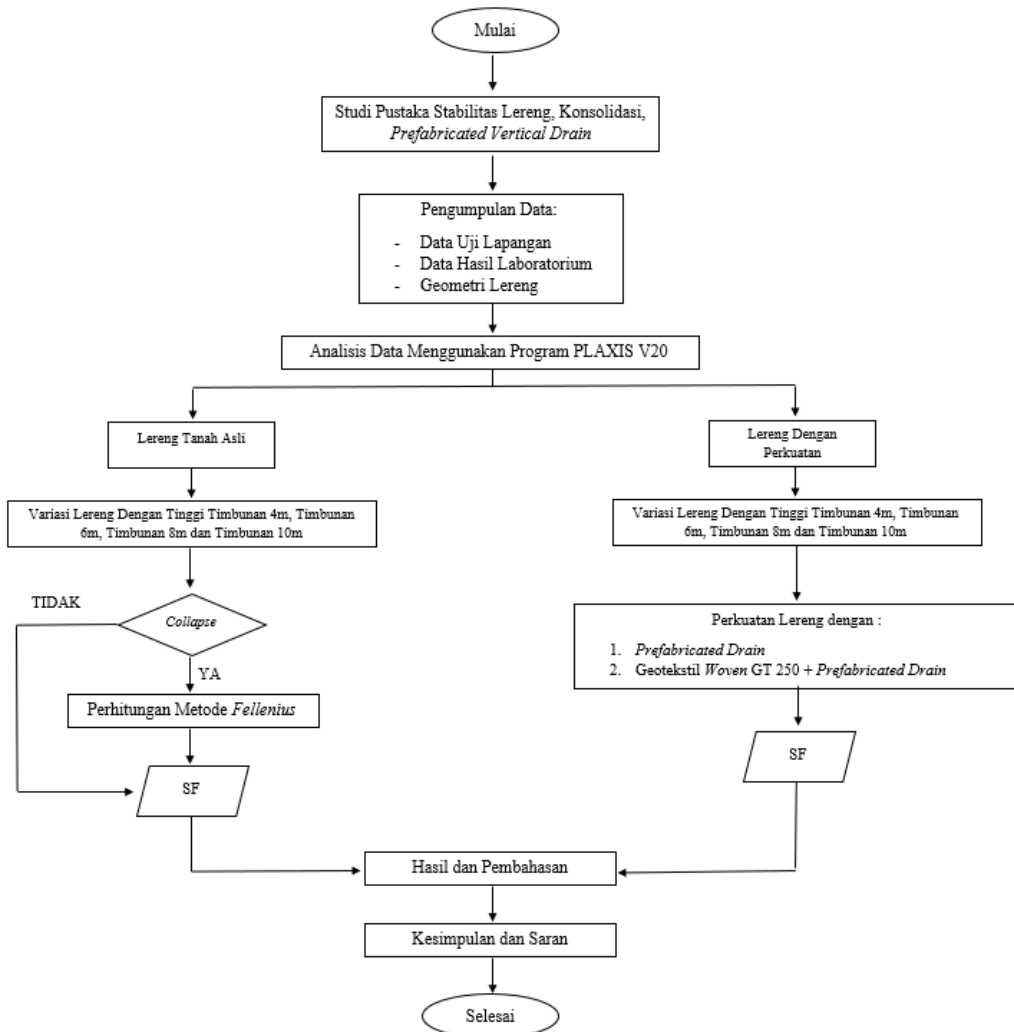 Mulai
Studi Pustaka Stabilitas Lereng, Konsolidasi,
Prefabricated Vertical Drain
Pengumpulan Data:
- Data Uji Lapangan
- Data Hasil Laboratorium
- Geometri Lereng
Analisis Data Menggunakan Program PLAXIS V20
Lereng Tanah Asli
Variasi Lereng Dengan Tinggi Timbunan 4m, Timbunan
6m, Timbunan 8m dan Timbunan 10m
TIDAK
Collapse
YA
Perhitungan Metode Fellenius
SF
Lereng Dengan
Perkuatan
Variasi Lereng Dengan Tinggi Timbunan 4m, Timbunan
6m, Timbunan 8m dan Timbunan 10m
Perkuatan Lereng dengan :
1. Prefabricated Drain
2. Geotekstil Woven GT 250 + Prefabricated Drain
SF
Hasil dan Pembahasan
Kesimpulan dan Saran
Selesai